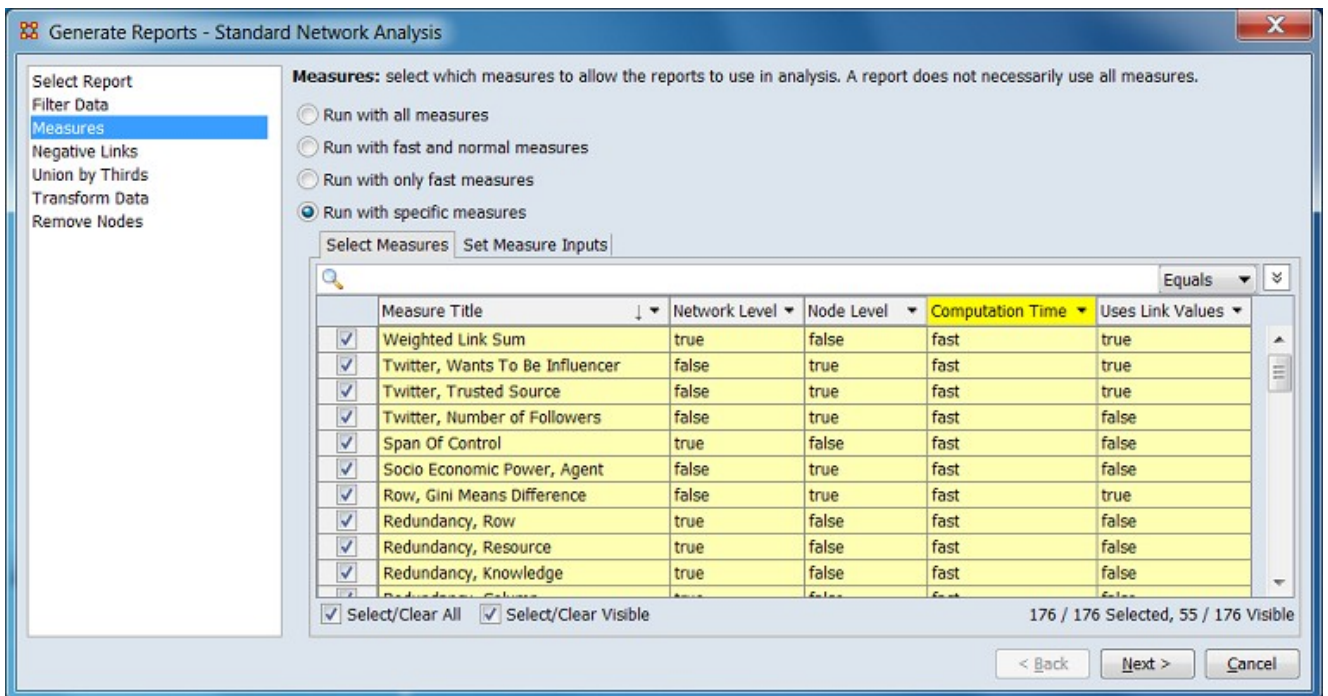 Generate Reports - Standard Network Analysis
Select Report
Filter Data
Measures
Negative Links
Union by Thirds
Transform Data
Remove Nodes
Measures: select which measures to allow the reports to use in analysis. A report does not necessarily use all measures.
Run with all measures
Run with fast and normal measures
Run with only fast measures
Run with specific measures
Select Measures Set Measure Inputs
Equals
Measure Title Network Level Node Level Computation Time Uses Link Values
Weighted Link Sum true false fast true
Twitter, Wants To Be Influencer false true fast true
Twitter, Trusted Source false true fast true
Twitter, Number of Followers false true fast false
Span Of Control true false fast false
Socio Economic Power, Agent false true fast false
Row, Gini Means Difference false true fast true
Redundancy, Row true false fast false
Redundancy, Resource true false fast false
Redundancy, Knowledge true false fast false
Redundancy, Column true false fast false
Select/Clear All Select/Clear Visible 176 / 176 Selected, 55 / 176 Visible
< Back Next > Cancel